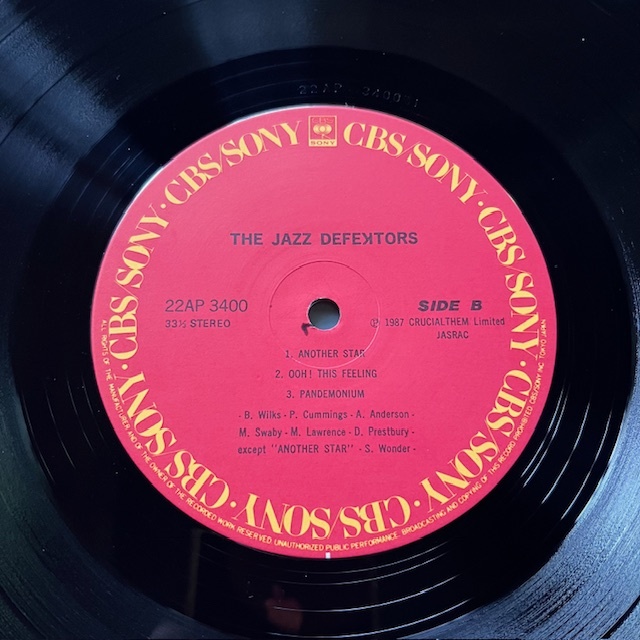 22AP 3400
CBS/SONY · CBS/SONY · CBS/SONY · CBS/SONY · CBS/SONY · CBS/SONY · CBS/SONY · CBS/SONY
SONY
THE JAZZ DEFEKTORS
22AP 3400
33⅓ STEREO
SIDE B
Ⓟ 1987 CRUCIALTHEM Limited
JASRAC
1. ANOTHER STAR
2. OOH! THIS FEELING
3. PANDEMONIUM
- B. Wilks - P. Cummings - A. Anderson -
M. Swaby - M. Lawrence - D. Prestbury -
except "ANOTHER STAR" - S. Wonder -
ALL RIGHTS OF THE MANUFACTURER AND OF THE OWNER OF THE RECORDED WORK RESERVED. UNAUTHORIZED PUBLIC PERFORMANCE. BROADCASTING AND COPYING OF THIS RECORD PROHIBITED CBS/SONY INC.